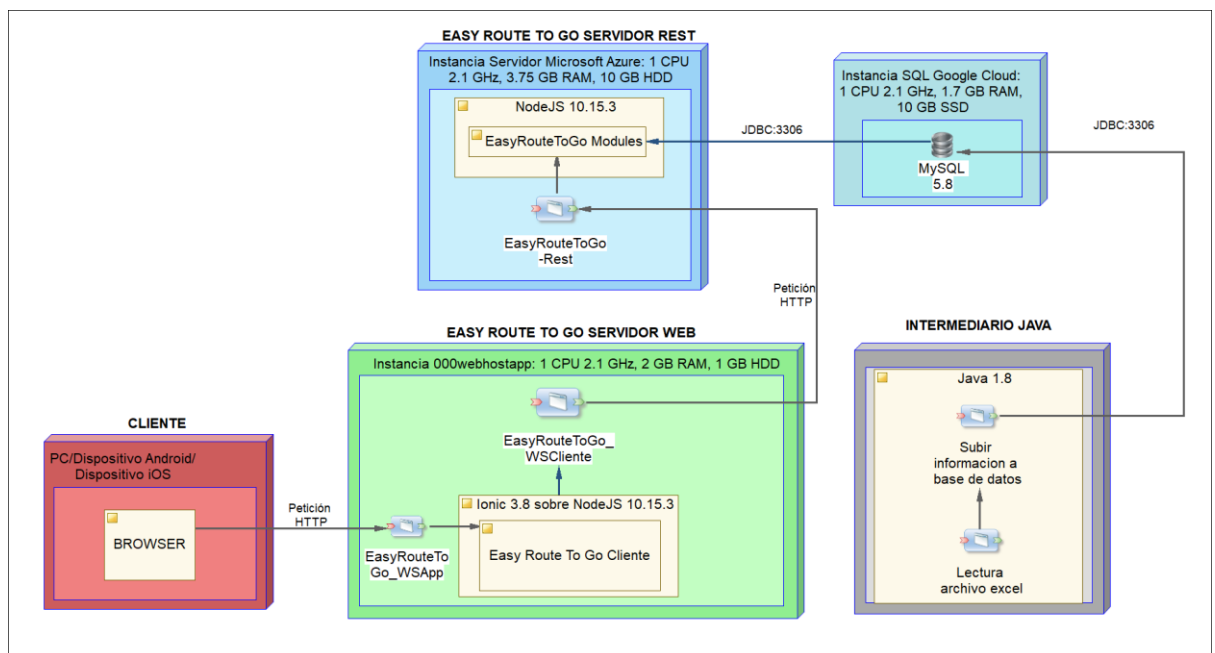 EASY ROUTE TO GO SERVIDOR REST
Instancia Servidor Microsoft Azure: 1 CPU
2.1 GHz, 3.75 GB RAM, 10 GB HDD
NodeJS 10.15.3
EasyRouteToGo Modules
EasyRouteToGo
-Rest
JDBC:3306
Instancia SQL Google Cloud:
1 CPU 2.1 GHz, 1.7 GB RAM,
10 GB SSD
MySQL
5.8
JDBC:3306
Petición
HTTP
EASY ROUTE TO GO SERVIDOR WEB
Instancia 000webhostapp: 1 CPU 2.1 GHz, 2 GB RAM, 1 GB HDD
EasyRouteToGo_
WSCliente
Ionic 3.8 sobre NodeJS 10.15.3
Easy Route To Go Cliente
EasyRouteTo
Go_WSApp
CLIENTE
PC/Dispositivo Android/
Dispositivo iOS
BROWSER
Petición
HTTP
INTERMEDIARIO JAVA
Java 1.8
Subir
informacion a
base de datos
Lectura
archivo excel